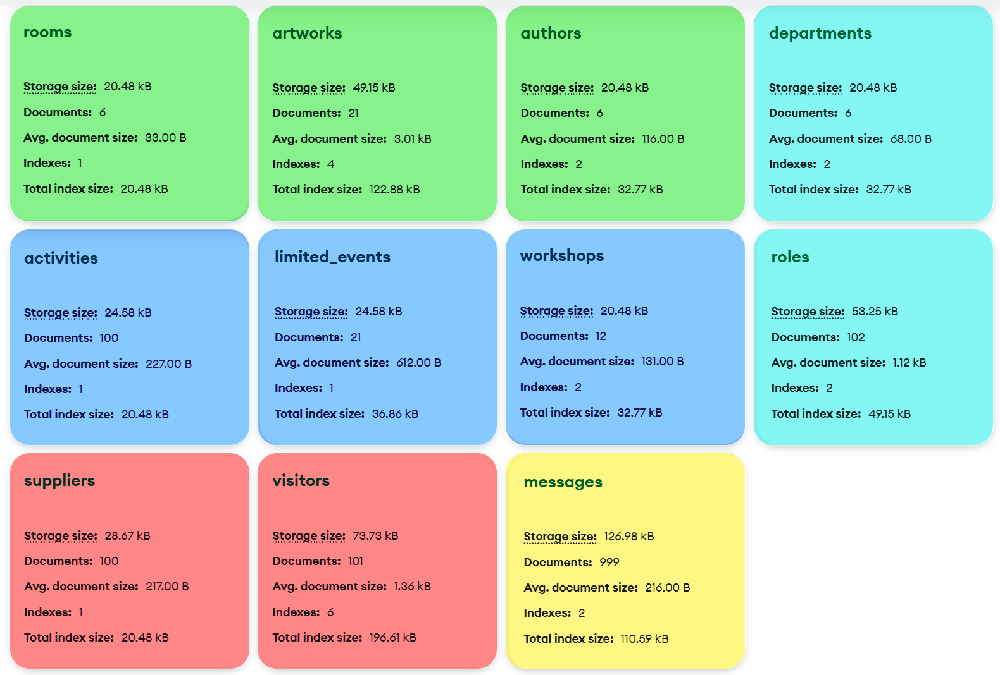 rooms
Storage size: 20.48 kB
Documents: 6
Avg. document size: 33.00 B
Indexes: 1
Total index size: 20.48 kB
artworks
Storage size: 49.15 kB
Documents: 21
Avg. document size: 3.01 kB
Indexes: 4
Total index size: 122.88 kB
authors
Storage size: 20.48 kB
Documents: 6
Avg. document size: 116.00 B
Indexes: 2
Total index size: 32.77 kB
departments
Storage size: 20.48 kB
Documents: 6
Avg. document size: 68.00 B
Indexes: 2
Total index size: 32.77 kB
activities
Storage size: 24.58 kB
Documents: 100
Avg. document size: 227.00 B
Indexes: 1
Total index size: 20.48 kB
limited_events
Storage size: 24.58 kB
Documents: 21
Avg. document size: 612.00 B
Indexes: 1
Total index size: 36.86 kB
workshops
Storage size: 20.48 kB
Documents: 12
Avg. document size: 131.00 B
Indexes: 2
Total index size: 32.77 kB
roles
Storage size: 53.25 kB
Documents: 102
Avg. document size: 1.12 kB
Indexes: 2
Total index size: 49.15 kB
suppliers
Storage size: 28.67 kB
Documents: 100
Avg. document size: 217.00 B
Indexes: 1
Total index size: 20.48 kB
visitors
Storage size: 73.73 kB
Documents: 101
Avg. document size: 1.36 kB
Indexes: 6
Total index size: 196.61 kB
messages
Storage size: 126.98 kB
Documents: 999
Avg. document size: 216.00 B
Indexes: 2
Total index size: 110.59 kB